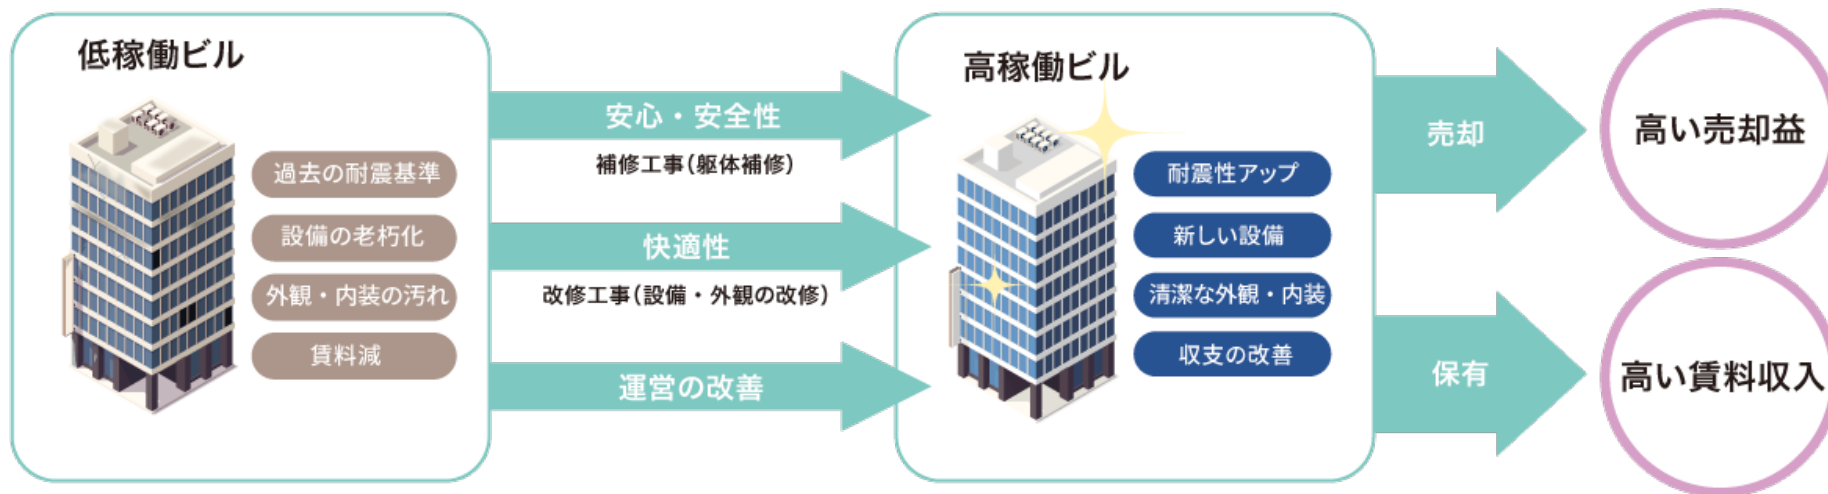 低稼働ビル
過去の耐震基準
設備の老朽化
外観・内装の汚れ
賃料減
安心・安全性
補修工事(躯体補修)
快適性
改修工事(設備・外観の改修)
運営の改善
高稼働ビル
耐震性アップ
新しい設備
清潔な外観・内装
収支の改善
売却
高い売却益
保有
高い賃料収入